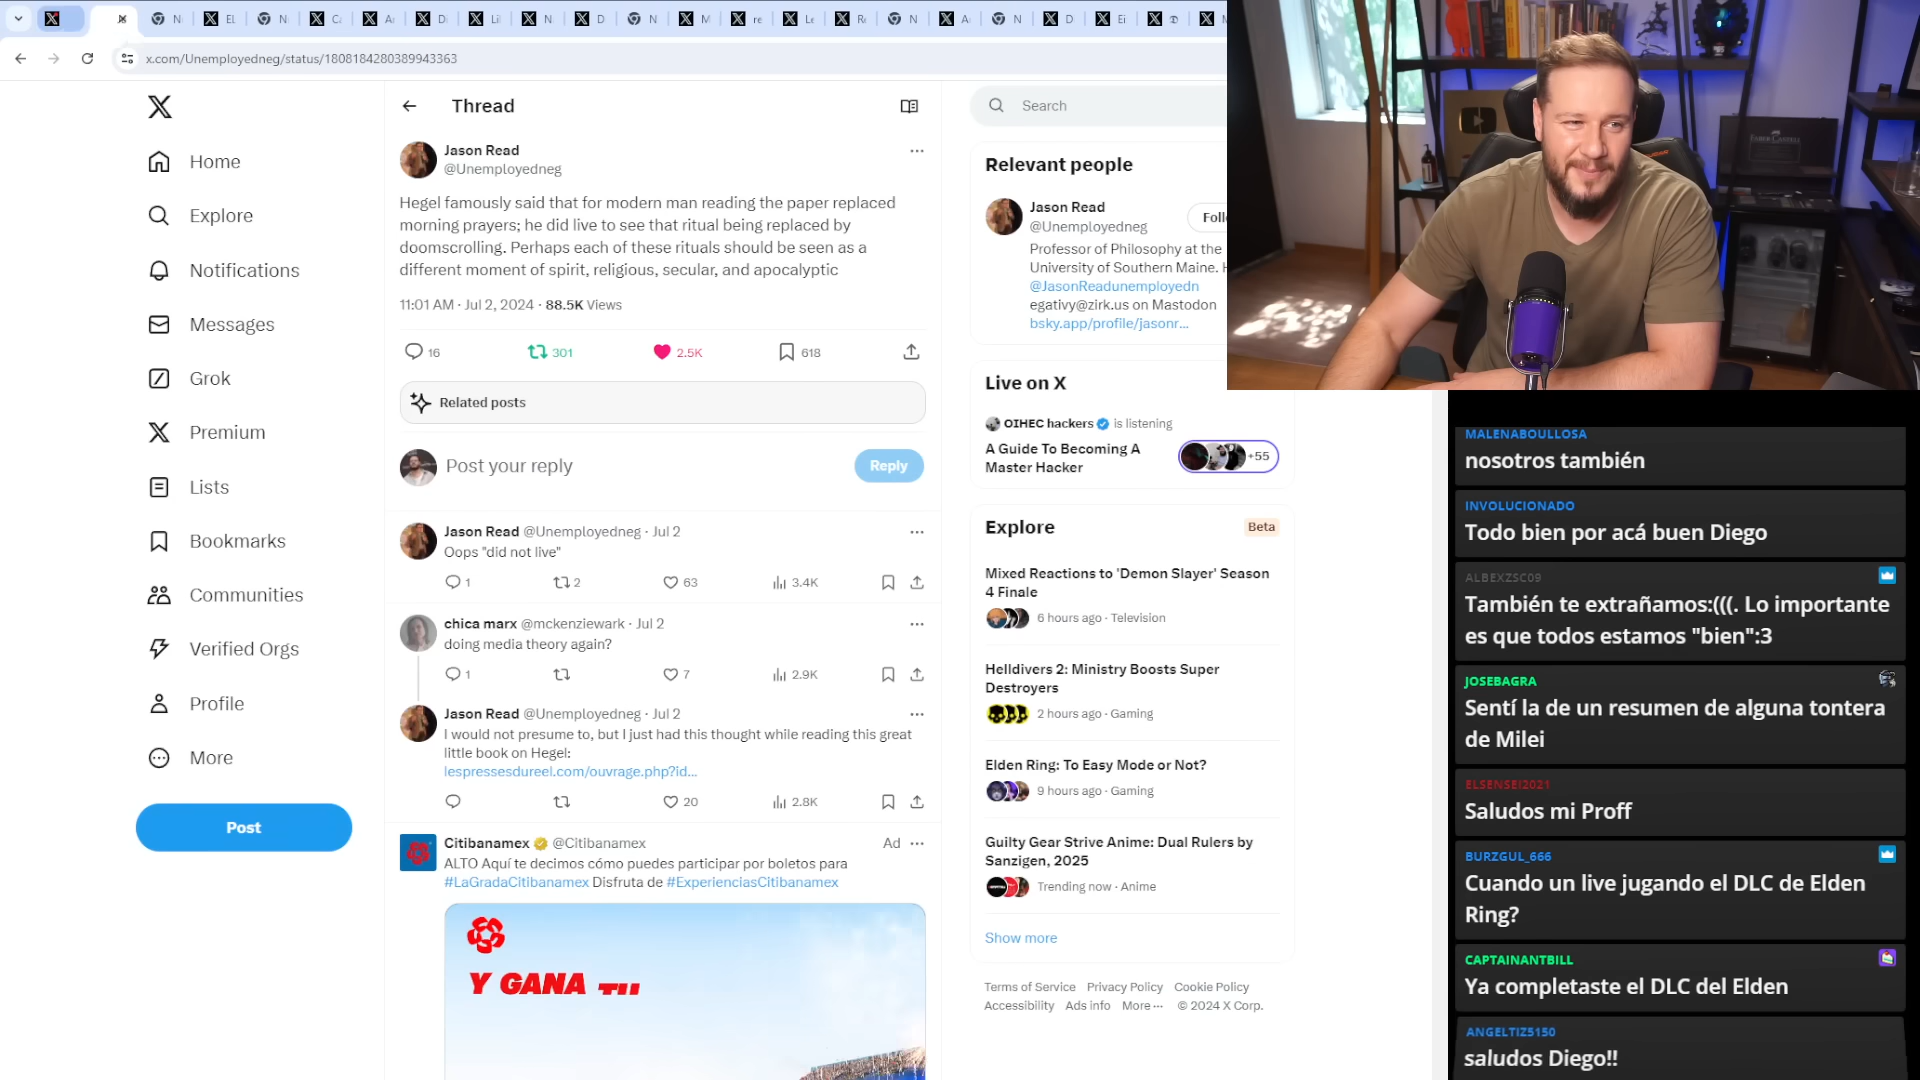 N
El
N
Ca
A
D
Li
N
D
N
M
re
Le
Re
N
A
N
D
Ei
x.com/Unemployedneg/status/1808184280389943363
Home
Explore
Notifications
Messages
Grok
Premium
Lists
Bookmarks
Communities
Verified Orgs
Profile
More
Post
Thread
Jason Read
@Unemployedneg
Hegel famously said that for modern man reading the paper replaced
morning prayers; he did live to see that ritual being replaced by
doomscrolling. Perhaps each of these rituals should be seen as a
different moment of spirit, religious, secular, and apocalyptic
11:01 AM · Jul 2, 2024 · 88.5K Views
16 301 2.5K 618
Related posts
Post your reply Reply
Jason Read @Unemployedneg · Jul 2
Oops "did not live"
1 2 63 3.4K
chica marx @mckenziewark · Jul 2
doing media theory again?
1 7 2.9K
Jason Read @Unemployedneg · Jul 2
I would not presume to, but I just had this thought while reading this great
little book on Hegel:
lespressesdureel.com/ouvrage.php?id...
20 2.8K
Citibanamex @Citibanamex Ad
ALTO Aquí te decimos cómo puedes participar por boletos para
#LaGradaCitibanamex Disfruta de #ExperienciasCitibanamex
Y GANA
Search
Relevant people
Jason Read
@Unemployedneg
Professor of Philosophy at the
University of Southern Maine.
@JasonReadunemployedn
egativy@zirk.us on Mastodon
bsky.app/profile/jasonr...
Live on X
OIHEC hackers is listening
A Guide To Becoming A
Master Hacker
+55
Explore Beta
Mixed Reactions to 'Demon Slayer' Season
4 Finale
6 hours ago · Television
Helldivers 2: Ministry Boosts Super
Destroyers
2 hours ago · Gaming
Elden Ring: To Easy Mode or Not?
9 hours ago · Gaming
Guilty Gear Strive Anime: Dual Rulers by
Sanzigen, 2025
Trending now · Anime
Show more
Terms of Service Privacy Policy Cookie Policy
Accessibility Ads info More ··· © 2024 X Corp.
FABER-CASTELL
MALENABOULLOSA
nosotros también
INVOLUCIONADO
Todo bien por acá buen Diego
ALBEXZSC09
También te extrañamos:(((. Lo importante
es que todos estamos "bien":3
JOSEBAGRA
Sentí la de un resumen de alguna tontera
de Milei
ELSENSEI2021
Saludos mi Proff
BURZGUL_666
Cuando un live jugando el DLC de Elden
Ring?
CAPTAINANTBILL
Ya completaste el DLC del Elden
ANGELTIZ5150
saludos Diego!!